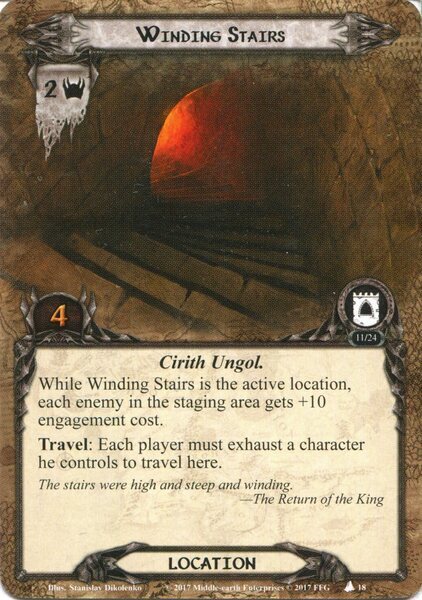 Winding Stairs
2
4
11/24
Cirith Ungol.
While Winding Stairs is the active location,
each enemy in the staging area gets +10
engagement cost.
Travel: Each player must exhaust a character
he controls to travel here.
The stairs were high and steep and winding.
—The Return of the King
LOCATION
Illus. Stanislav Dikolenko © 2017 Middle-earth Enterprises © 2017 FFG 18